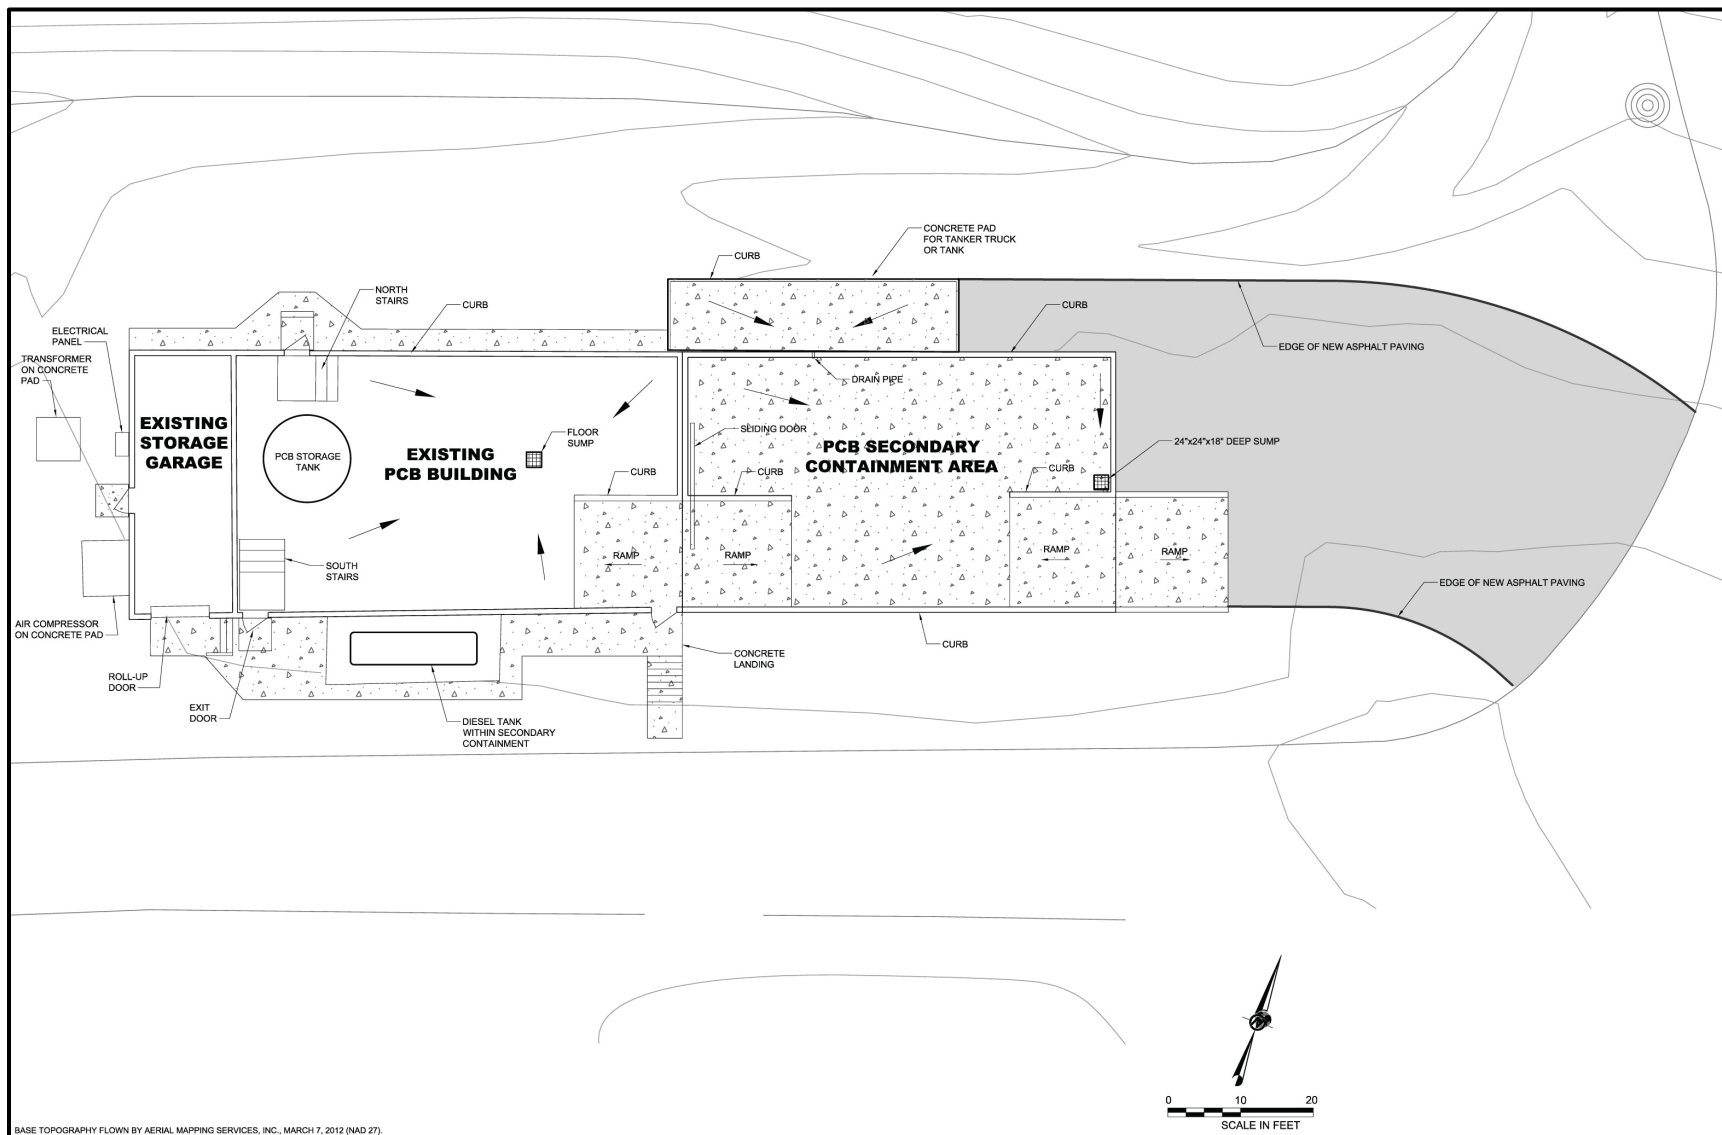 CONCRETE PAD
FOR TANKER TRUCK
OR TANK
CURB
NORTH
STAIRS
CURB
CURB
ELECTRICAL
PANEL
EDGE OF NEW ASPHALT PAVING
TRANSFORMER
ON CONCRETE
PAD
DRAIN PIPE
EXISTING
STORAGE
GARAGE
SLIDING DOOR
FLOOR
SUMP
24"x24"x18" DEEP SUMP
PCB STORAGE
TANK
EXISTING
PCB BUILDING
PCB SECONDARY
CONTAINMENT AREA
CURB
CURB
CURB
RAMP
RAMP
RAMP
RAMP
SOUTH
STAIRS
EDGE OF NEW ASPHALT PAVING
AIR COMPRESSOR
ON CONCRETE PAD
CURB
CONCRETE
LANDING
ROLL-UP
DOOR
EXIT
DOOR
DIESEL TANK
WITHIN SECONDARY
CONTAINMENT
0 10 20
SCALE IN FEET
BASE TOPOGRAPHY FLOWN BY AERIAL MAPPING SERVICES, INC., MARCH 7, 2012 (NAD 27).